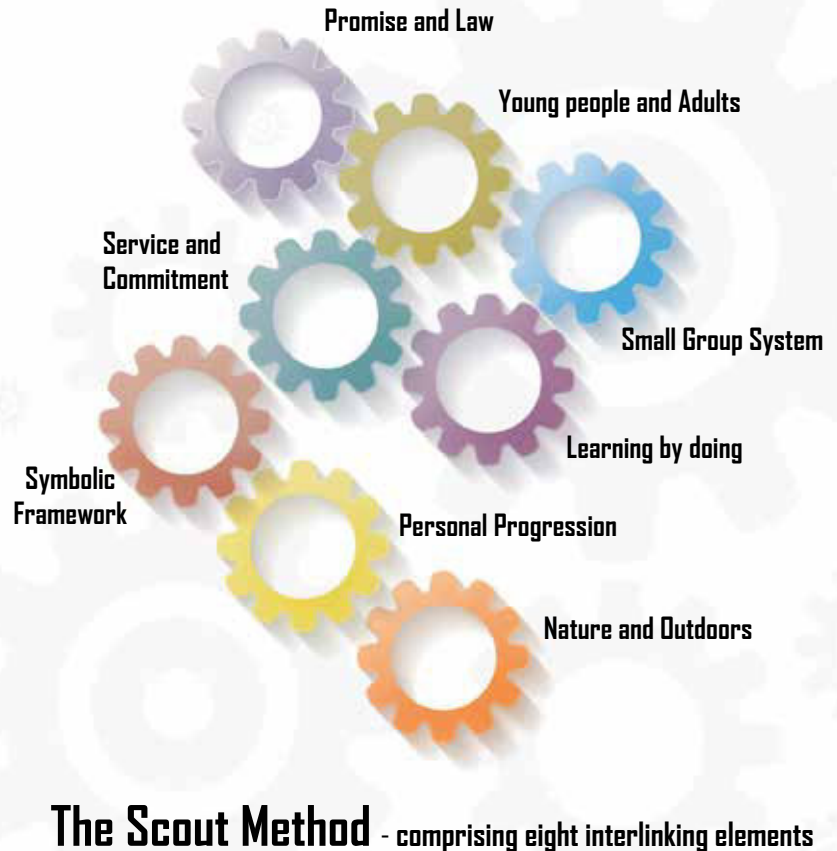 Promise and Law
Young people and Adults
Service and
Commitment
Small Group System
Learning by doing
Symbolic
Framework
Personal Progression
Nature and Outdoors
The Scout Method - comprising eight interlinking elements